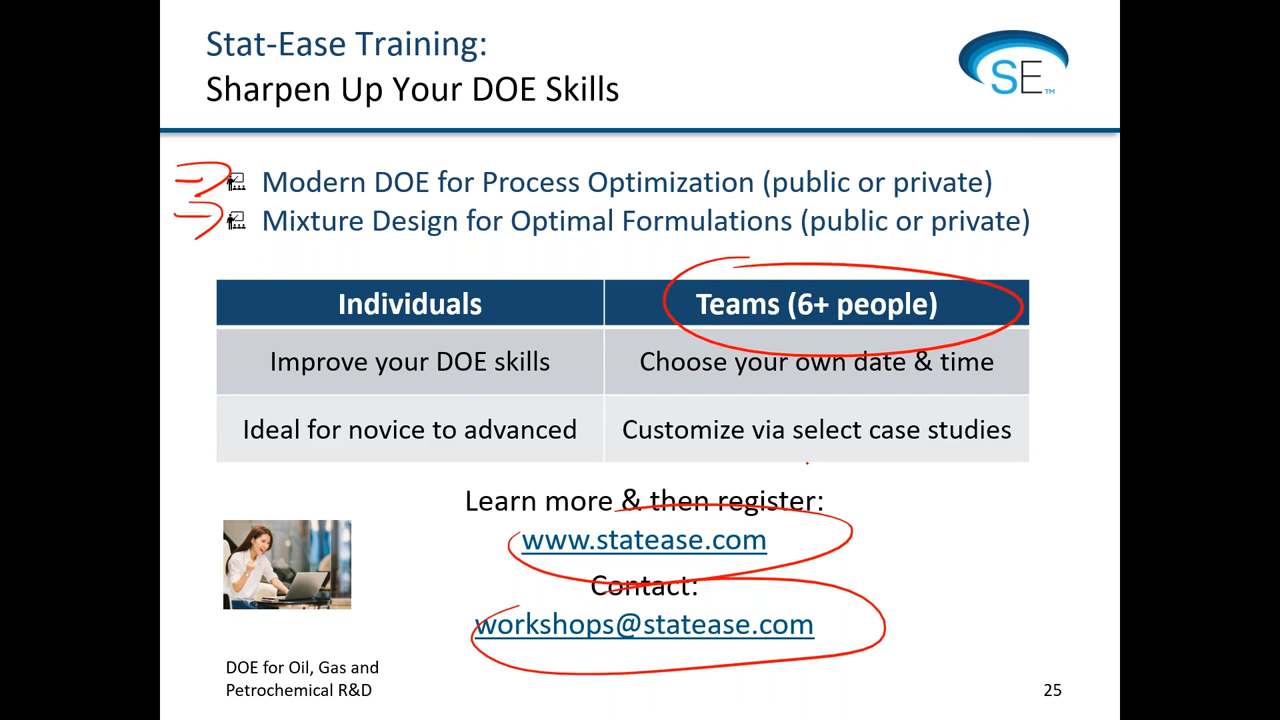 Stat-Ease Training:
Sharpen Up Your DOE Skills
SE™
Modern DOE for Process Optimization (public or private)
Mixture Design for Optimal Formulations (public or private)
Individuals
Teams (6+ people)
Improve your DOE skills
Choose your own date & time
Ideal for novice to advanced
Customize via select case studies
Learn more & then register:
www.statease.com
Contact:
workshops@statease.com
DOE for Oil, Gas and
Petrochemical R&D
25